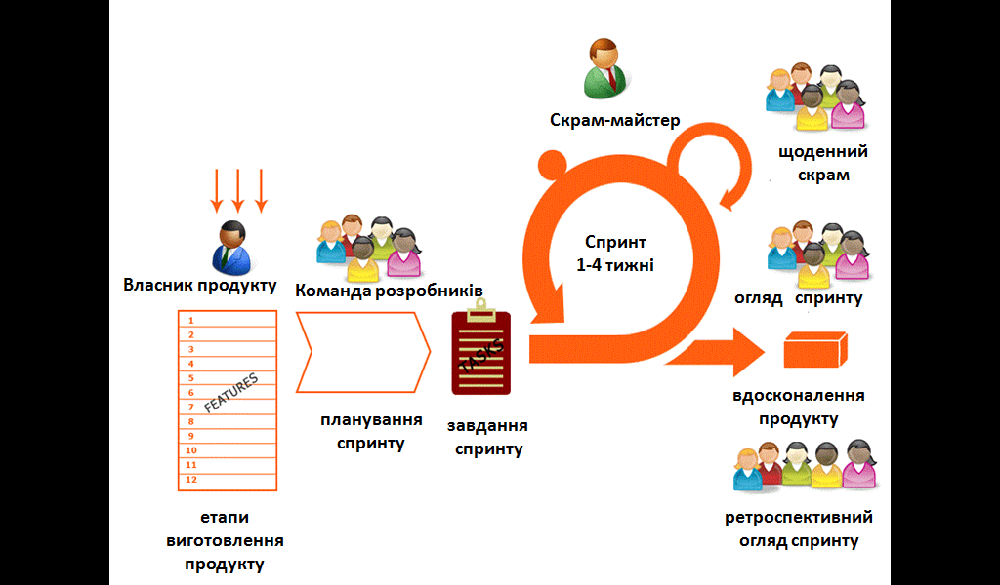 Скрам-майстер
щоденний
скрам
Спринт
1-4 тижні
Власник продукту
Команда розробників
огляд спринту
1
2
3
4
5
6
7
8
9
10
11
12
FEATURES
TASKS
планування
спринту
завдання
спринту
вдосконалення
продукту
етапи
виготовлення
продукту
ретроспективний
огляд спринту